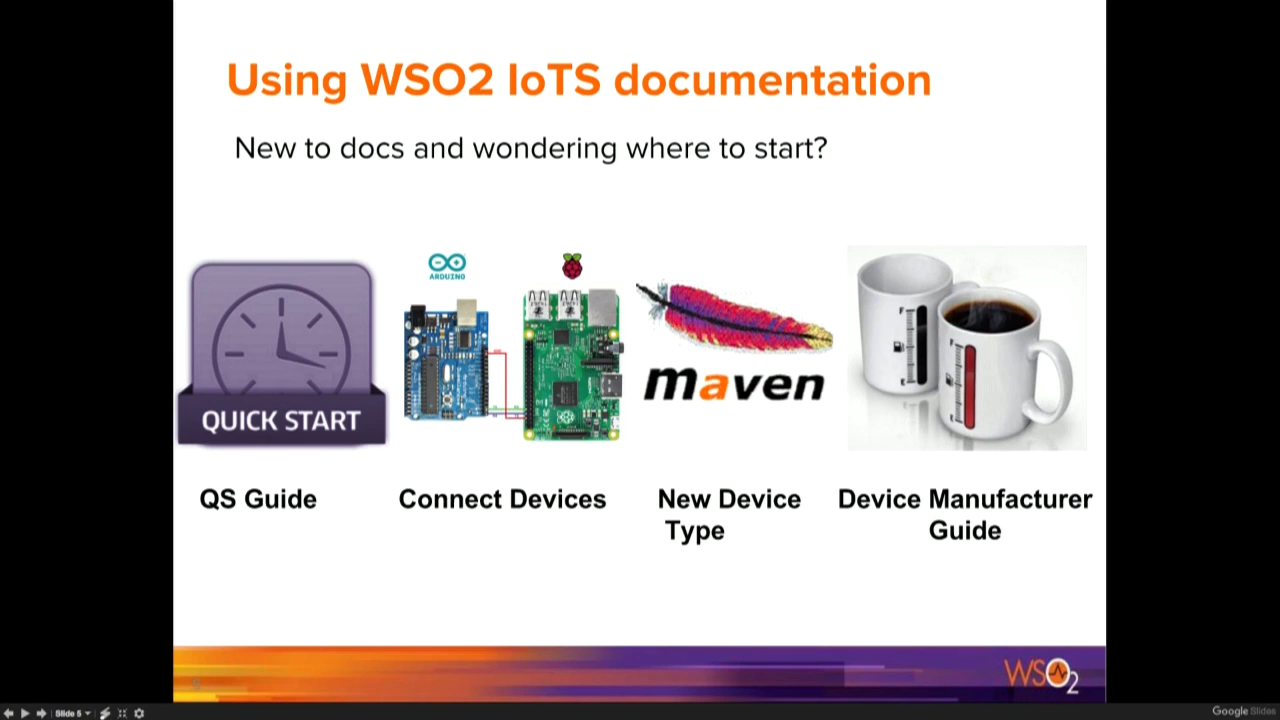 Using WSO2 IoTS documentation
New to docs and wondering where to start?
ARDUINO
QUICK START
maven
F
E
F
QS Guide
Connect Devices
New Device
Type
Device Manufacturer
Guide
WSO2
Slide 5
Google Slides